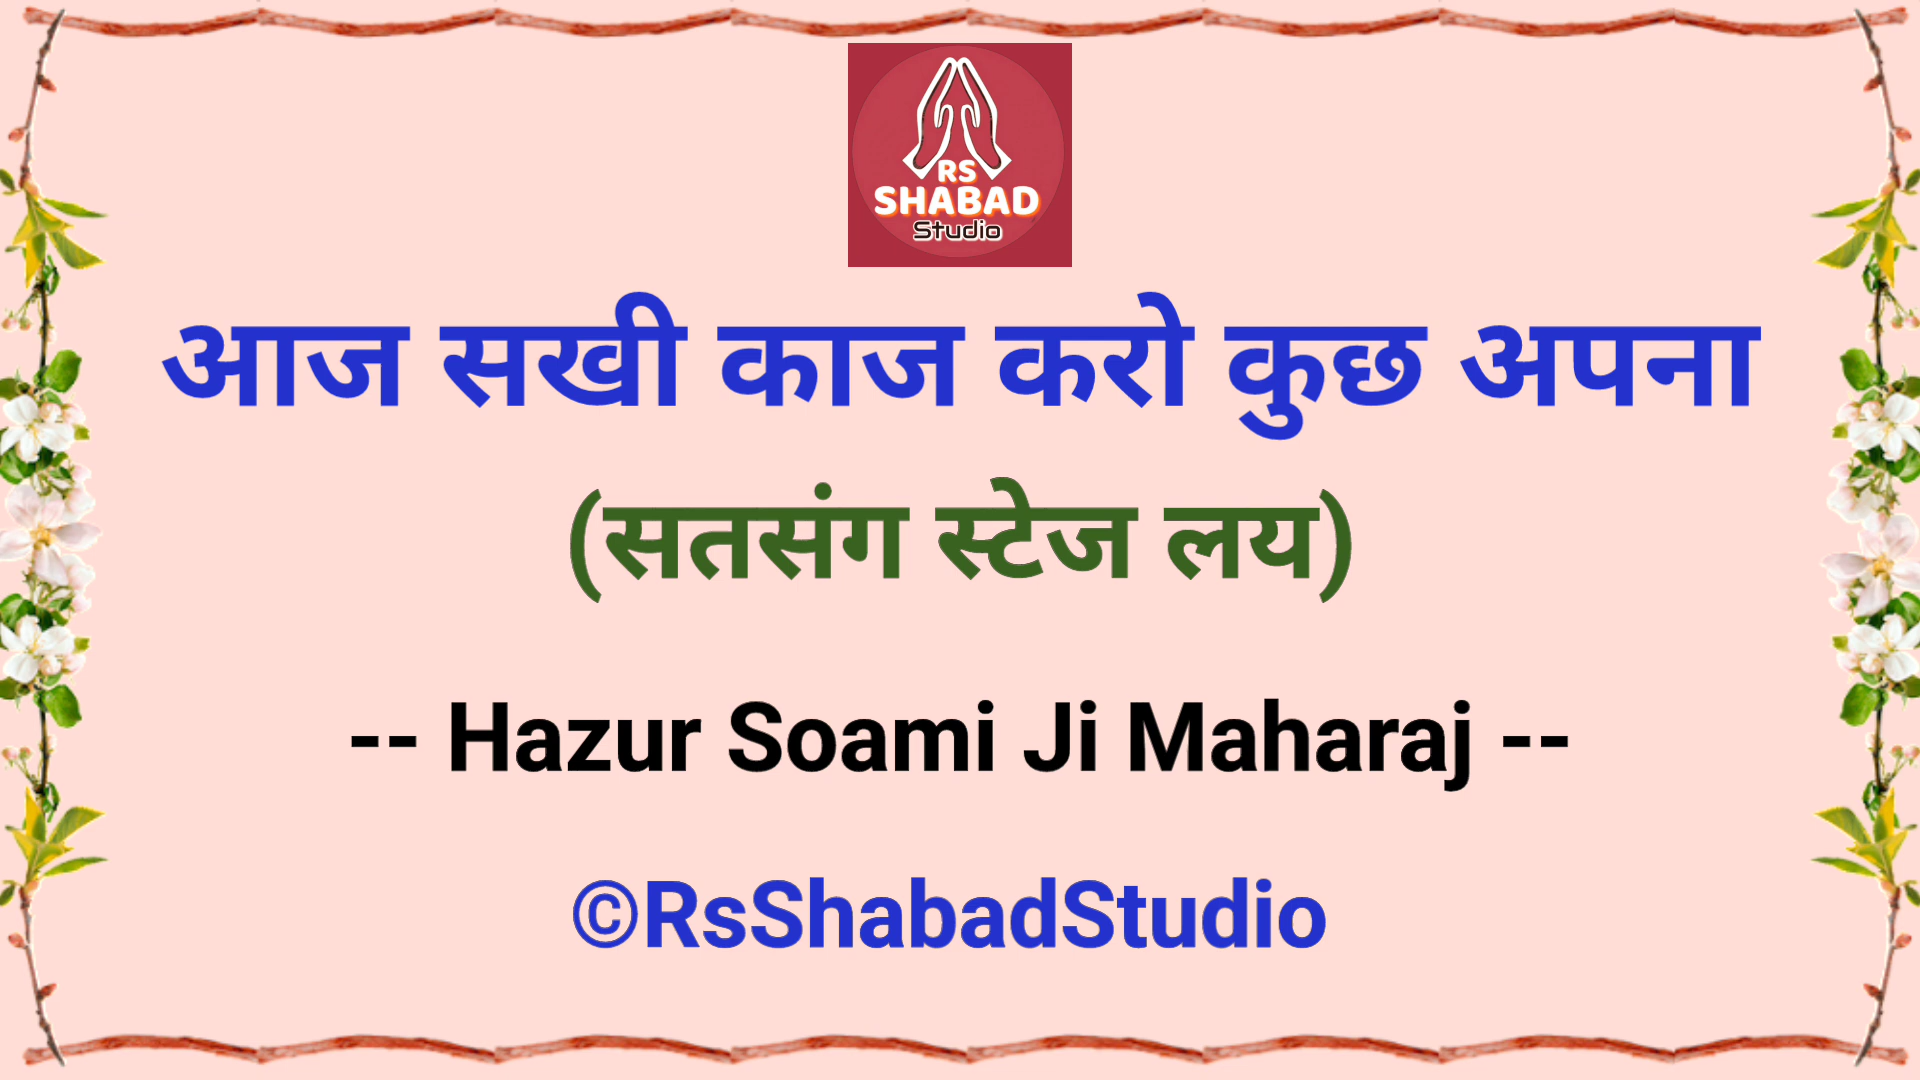 RS
SHABAD
Studio
आज सखी काज करो कुछ अपना
(सतसंग स्टेज लय)
-- Hazur Soami Ji Maharaj --
©RsShabadStudio